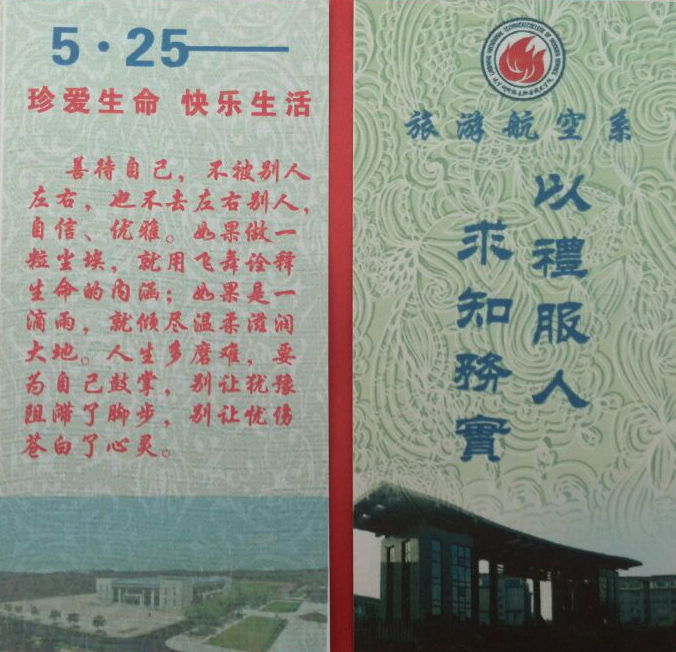 5·25——
珍爱生命 快乐生活
善待自己，不被别人
左右，也不去左右别人，
自信、优雅。如果做一
粒尘埃，就用飞舞诠释
生命的内涵；如果是一
滴雨，就倾尽温柔滋润
大地。人生多磨难，要
为自己鼓掌，别让犹豫
阻滞了脚步，别让忧伤
苍白了心灵。
旅游航空系
以禮服人
求知務實